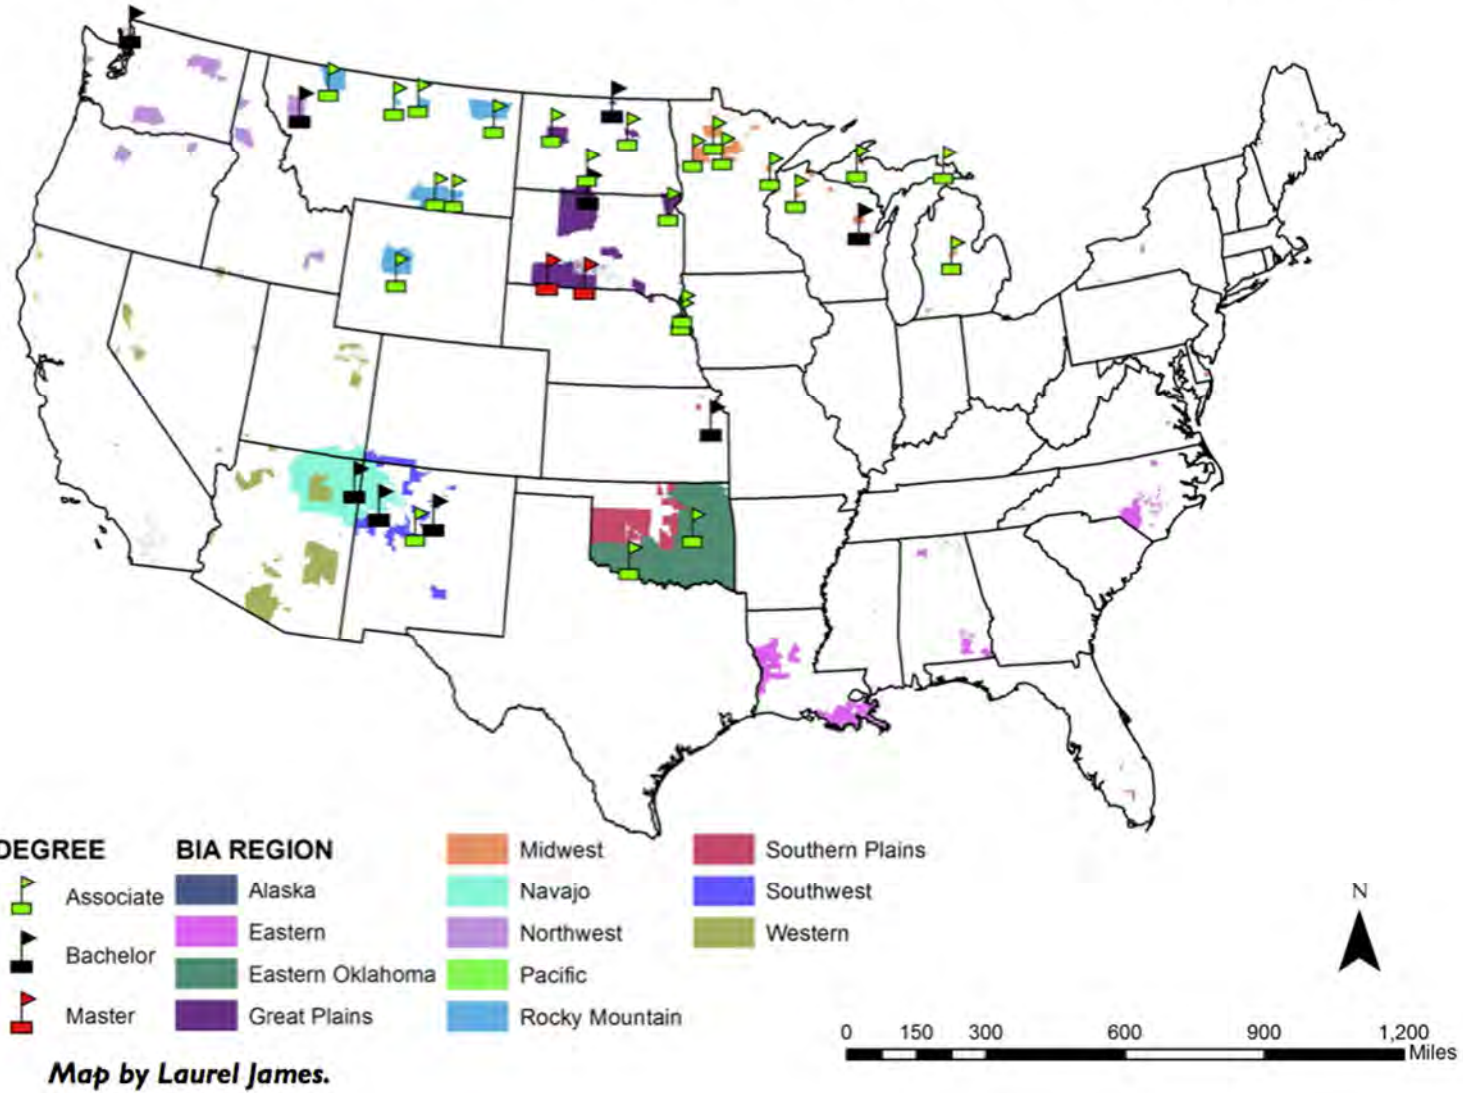 DEGREE
Associate
Bachelor
Master
BIA REGION
Alaska
Eastern
Eastern Oklahoma
Great Plains
Midwest
Navajo
Northwest
Pacific
Rocky Mountain
Southern Plains
Southwest
Western
N
0 150 300 600 900 1,200
Miles
Map by Laurel James.